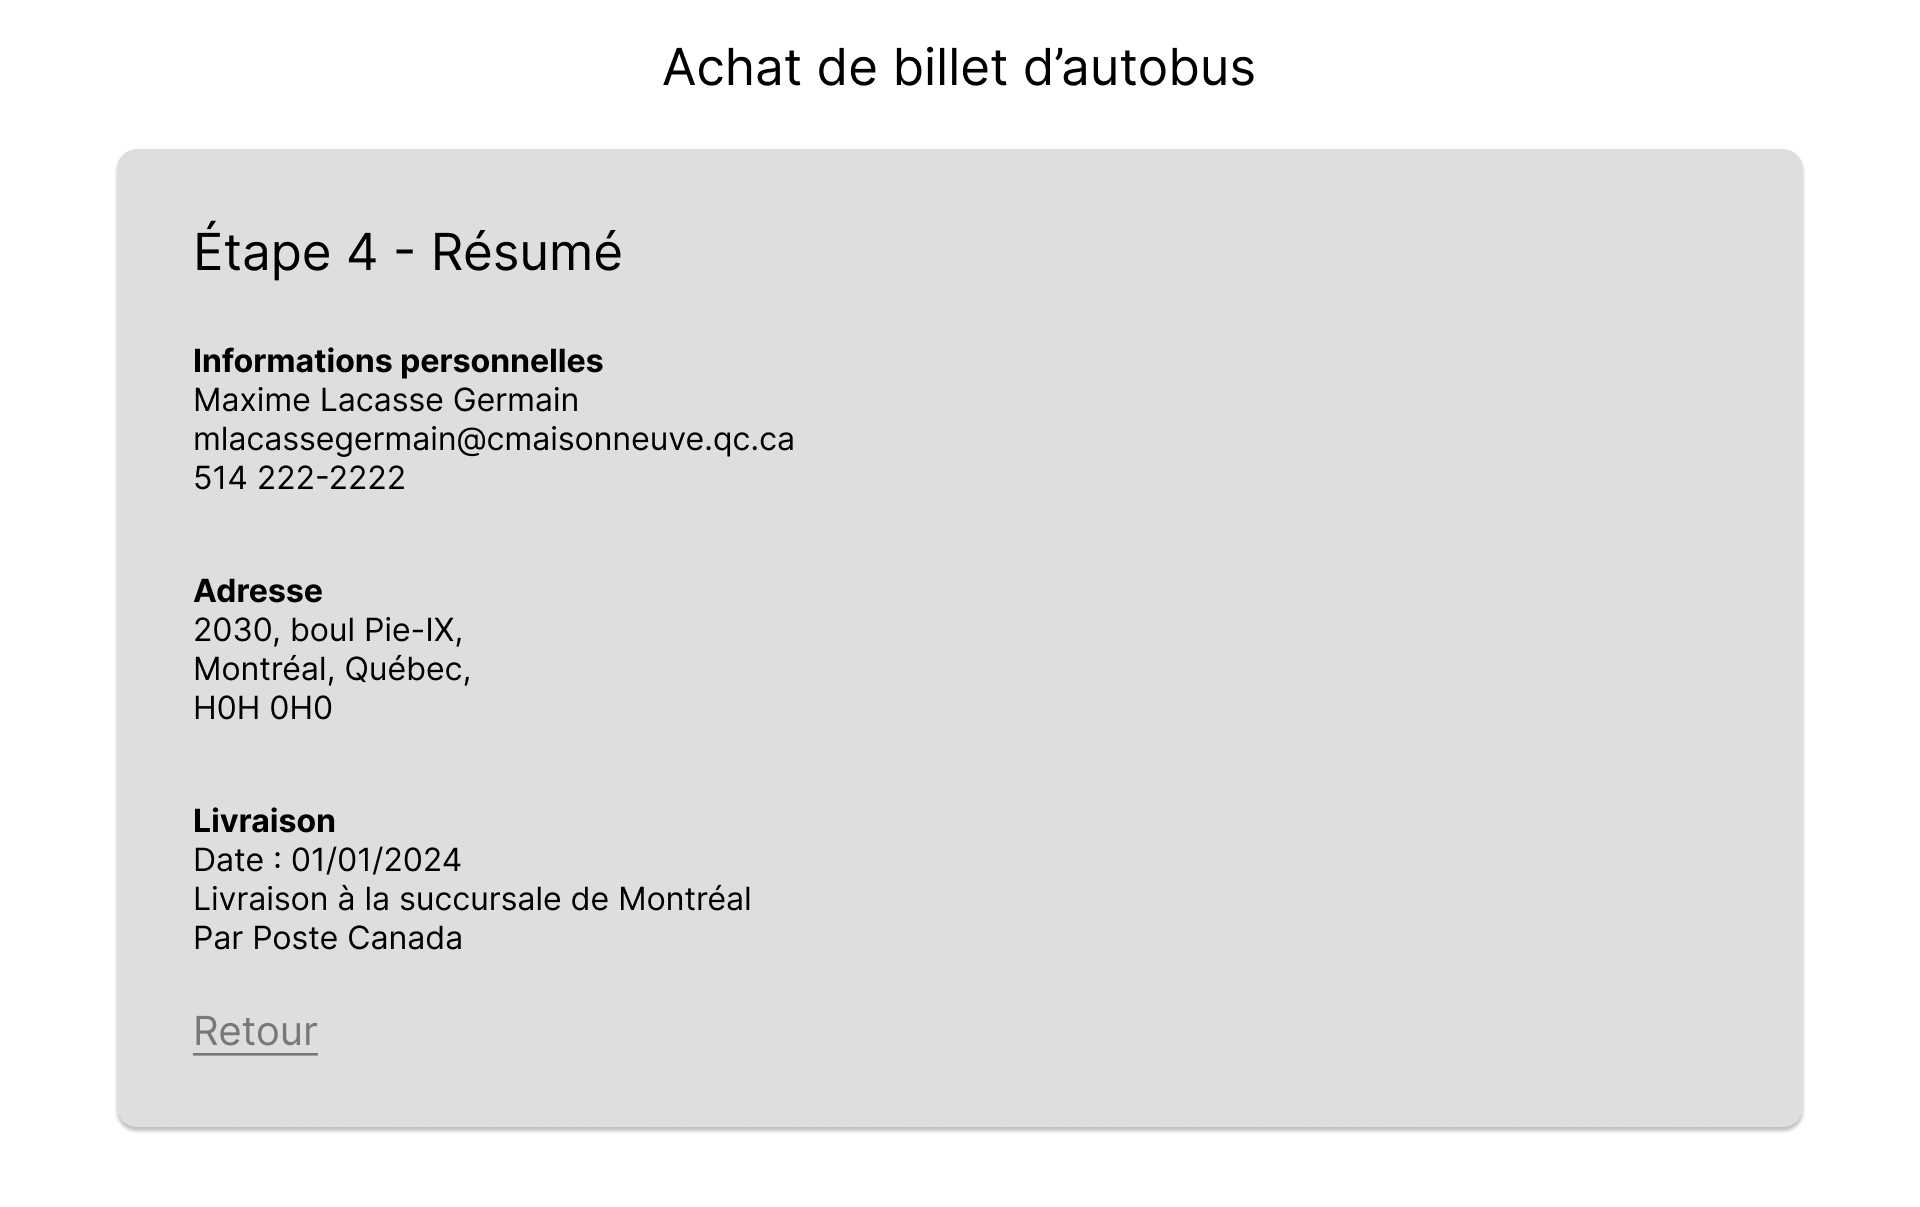 Achat de billet d’autobus
Étape 4 - Résumé
Informations personnelles
Maxime Lacasse Germain
mlacassegermain@cmaisonneuve.qc.ca
514 222-2222
Adresse
2030, boul Pie-IX,
Montréal, Québec,
H0H 0H0
Livraison
Date : 01/01/2024
Livraison à la succursale de Montréal
Par Poste Canada
Retour